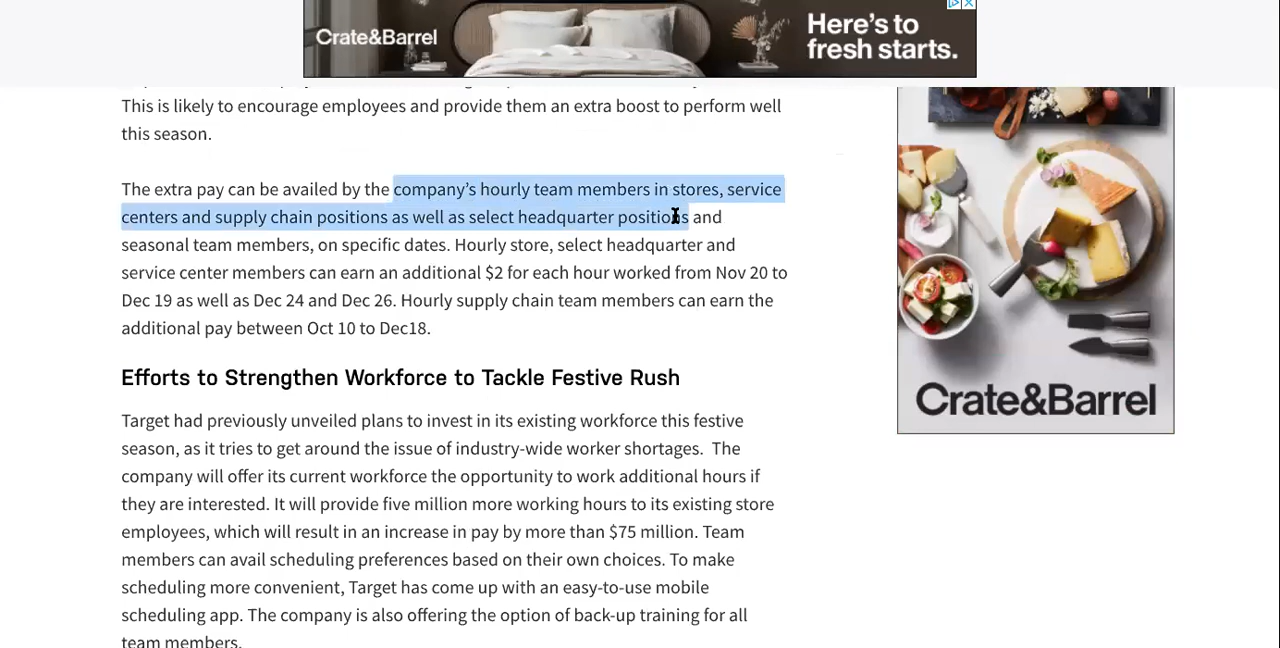 Crate&Barrel
Here's to
fresh starts.
This is likely to encourage employees and provide them an extra boost to perform well
this season.
The extra pay can be availed by the company's hourly team members in stores, service
centers and supply chain positions as well as select headquarter positions and
seasonal team members, on specific dates. Hourly store, select headquarter and
service center members can earn an additional $2 for each hour worked from Nov 20 to
Dec 19 as well as Dec 24 and Dec 26. Hourly supply chain team members can earn the
additional pay between Oct 10 to Dec18.
Efforts to Strengthen Workforce to Tackle Festive Rush
Target had previously unveiled plans to invest in its existing workforce this festive
season, as it tries to get around the issue of industry-wide worker shortages.  The
company will offer its current workforce the opportunity to work additional hours if
they are interested. It will provide five million more working hours to its existing store
employees, which will result in an increase in pay by more than $75 million. Team
members can avail scheduling preferences based on their own choices. To make
scheduling more convenient, Target has come up with an easy-to-use mobile
scheduling app. The company is also offering the option of back-up training for all
team members.
Crate&Barrel